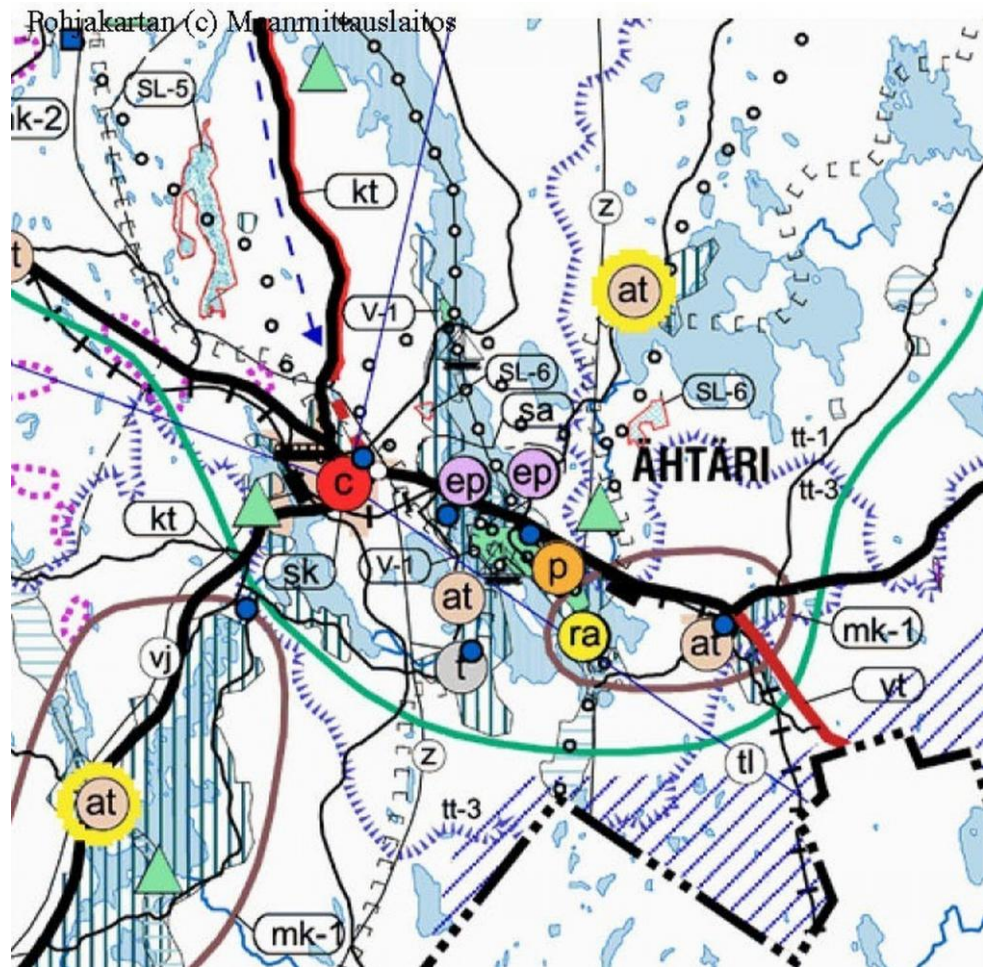 Pohjakartan (c) Maanmittauslaitos
SL-5
mk-2
kt
z
t
at
V-1
SL-6
SL-6
sa
ÄHTÄRI
tt-1
tt-3
c
ep
ep
kt
sk
V-1
p
at
ra
at
mk-1
vj
t
vt
z
tl
at
tt-3
mk-1